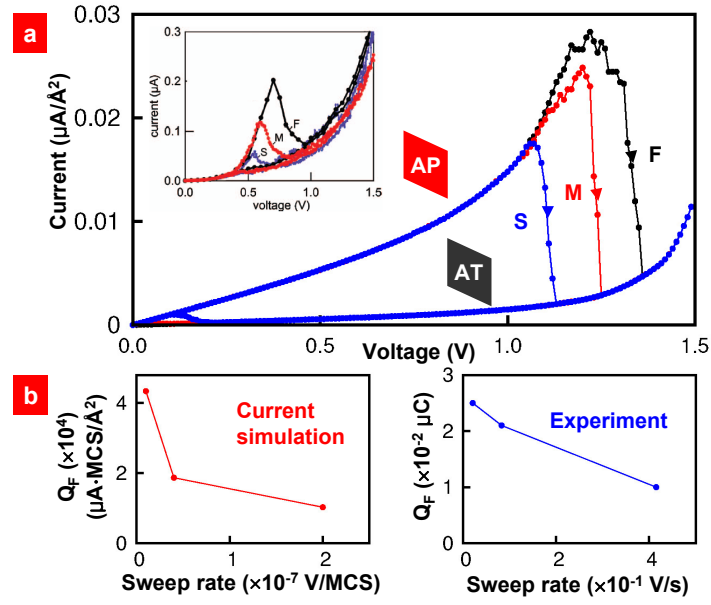 a
0.03
0.02
0.01
0
Current (μA/Å²)
0.3
0.2
0.1
0.0
current (μA)
F
M
S
0.0 0.5 1.0 1.5
voltage (V)
AP
AT
S
M
F
0.0 0.5 1.0 1.5
Voltage (V)
b
4
2
0
Q_F (×10⁴)
(μA·MCS/Å²)
Current
simulation
0 1 2
Sweep rate (×10⁻⁷ V/MCS)
3
2
1
0
Q_F (×10⁻² μC)
Experiment
0 2 4
Sweep rate (×10⁻¹ V/s)